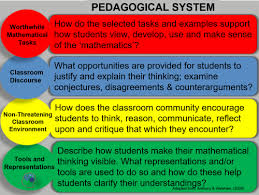 PEDAGOGICAL SYSTEM
Worthwhile
Mathematical
Tasks
How do the selected tasks and examples support
how students view, develop, use and make sense
of the 'mathematics'?
Classroom
Discourse
What opportunities are provided for students to
justify and explain their thinking; examine
conjectures, disagreements & counterarguments?
Non-Threatening
Classroom
Environment
How does the classroom community encourage
students to think, reason, communicate, reflect
upon and critique that which they encounter?
Tools and
Representations
Describe how students make their mathematical
thinking visible. What representations and/or
tools are used to do so and how do these help
students clarify their understandings?
Adapted from Anthony &